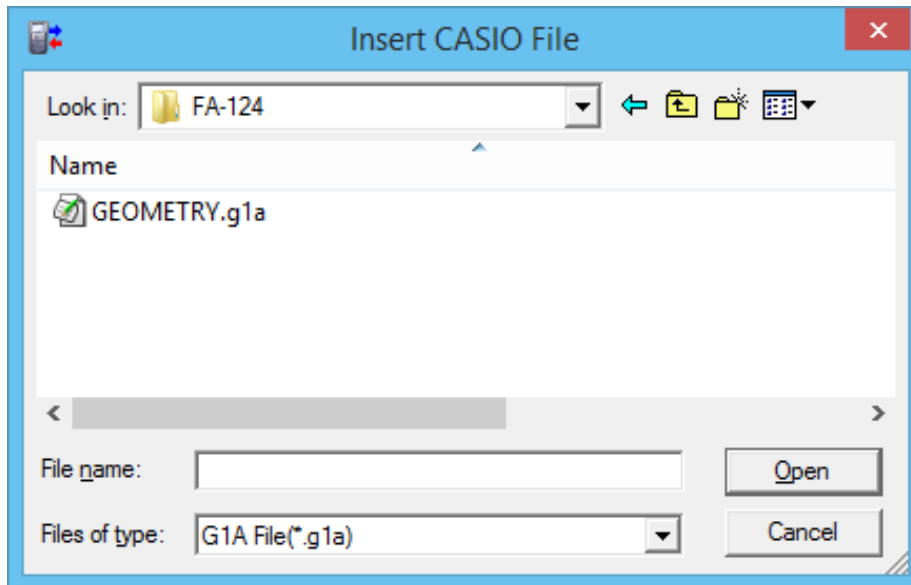 Insert CASIO File
Look in: FA-124
Name
GEOMETRY.g1a
File name: Open
Files of type: G1A File(*.g1a) Cancel